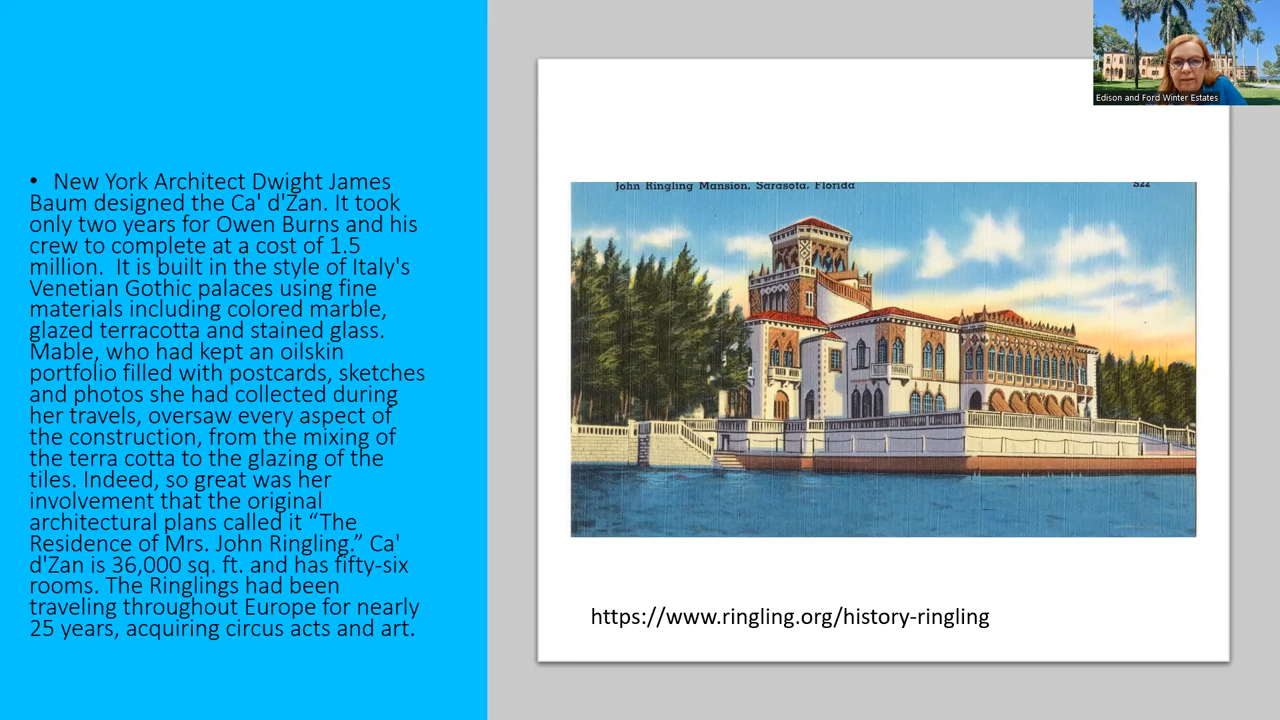 • New York Architect Dwight James
Baum designed the Ca' d'Zan. It took
only two years for Owen Burns and his
crew to complete at a cost of 1.5
million. It is built in the style of Italy's
Venetian Gothic palaces using fine
materials including colored marble,
glazed terracotta and stained glass.
Mable, who had kept an oilskin
portfolio filled with postcards, sketches
and photos she had collected during
her travels, oversaw every aspect of
the construction, from the mixing of
the terra cotta to the glazing of the
tiles. Indeed, so great was her
involvement that the original
architectural plans called it “The
Residence of Mrs. John Ringling.” Ca'
d'Zan is 36,000 sq. ft. and has fifty-six
rooms. The Ringlings had been
traveling throughout Europe for nearly
25 years, acquiring circus acts and art.
John Ringling Mansion, Sarasota, Florida
S22
https://www.ringling.org/history-ringling
Edison and Ford Winter Estates